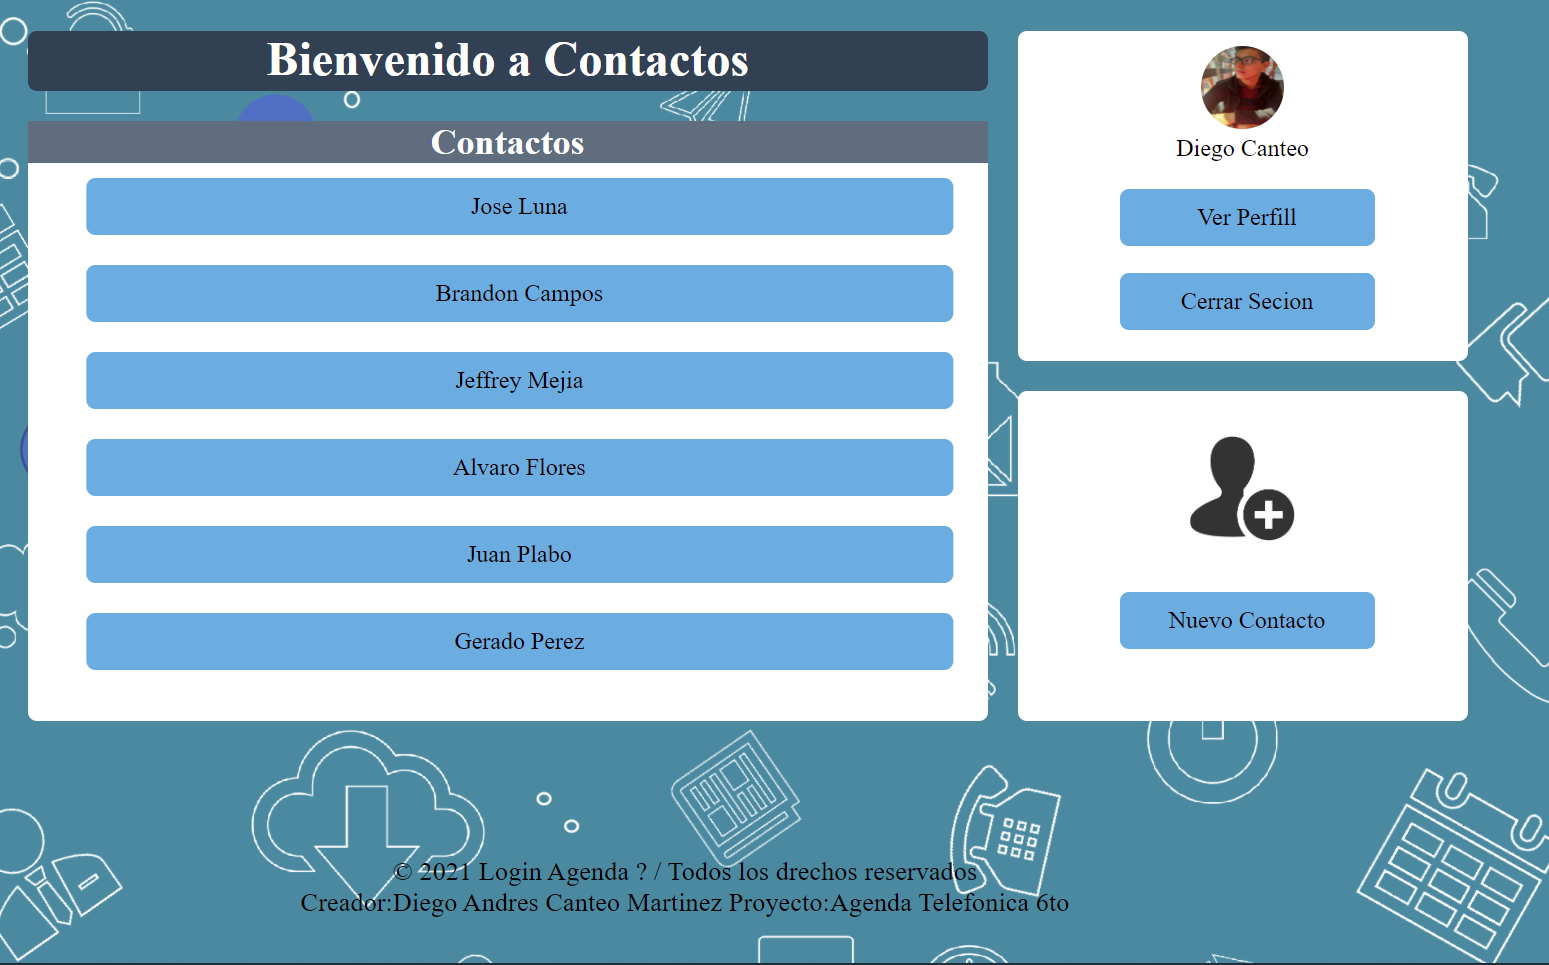 Bienvenido a Contactos
Contactos
Jose Luna
Brandon Campos
Jeffrey Mejia
Alvaro Flores
Juan Plabo
Gerado Perez
Diego Canteo
Ver Perfill
Cerrar Secion
Nuevo Contacto
© 2021 Login Agenda ? / Todos los drechos reservados
Creador:Diego Andres Canteo Martinez Proyecto:Agenda Telefonica 6to